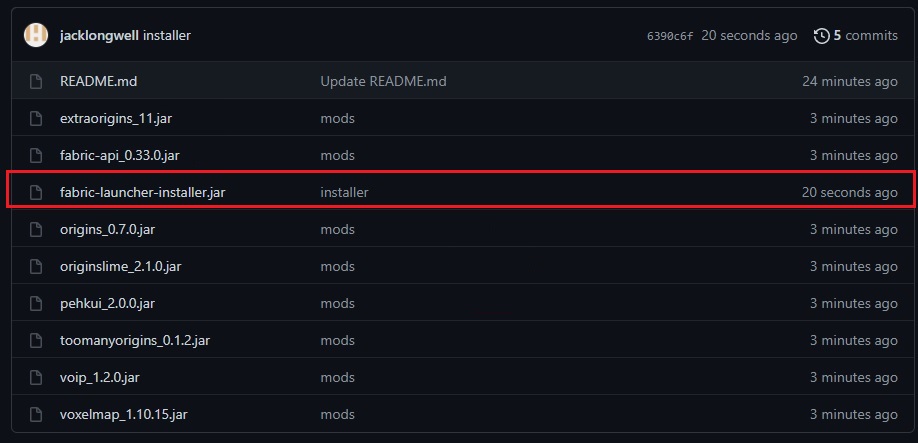 jacklongwell installer 6390c6f 20 seconds ago 5 commits
README.md Update README.md 24 minutes ago
extraorigins_11.jar mods 3 minutes ago
fabric-api_0.33.0.jar mods 3 minutes ago
fabric-launcher-installer.jar installer 20 seconds ago
origins_0.7.0.jar mods 3 minutes ago
originslime_2.1.0.jar mods 3 minutes ago
pehkui_2.0.0.jar mods 3 minutes ago
toomanyorigins_0.1.2.jar mods 3 minutes ago
voip_1.2.0.jar mods 3 minutes ago
voxelmap_1.10.15.jar mods 3 minutes ago